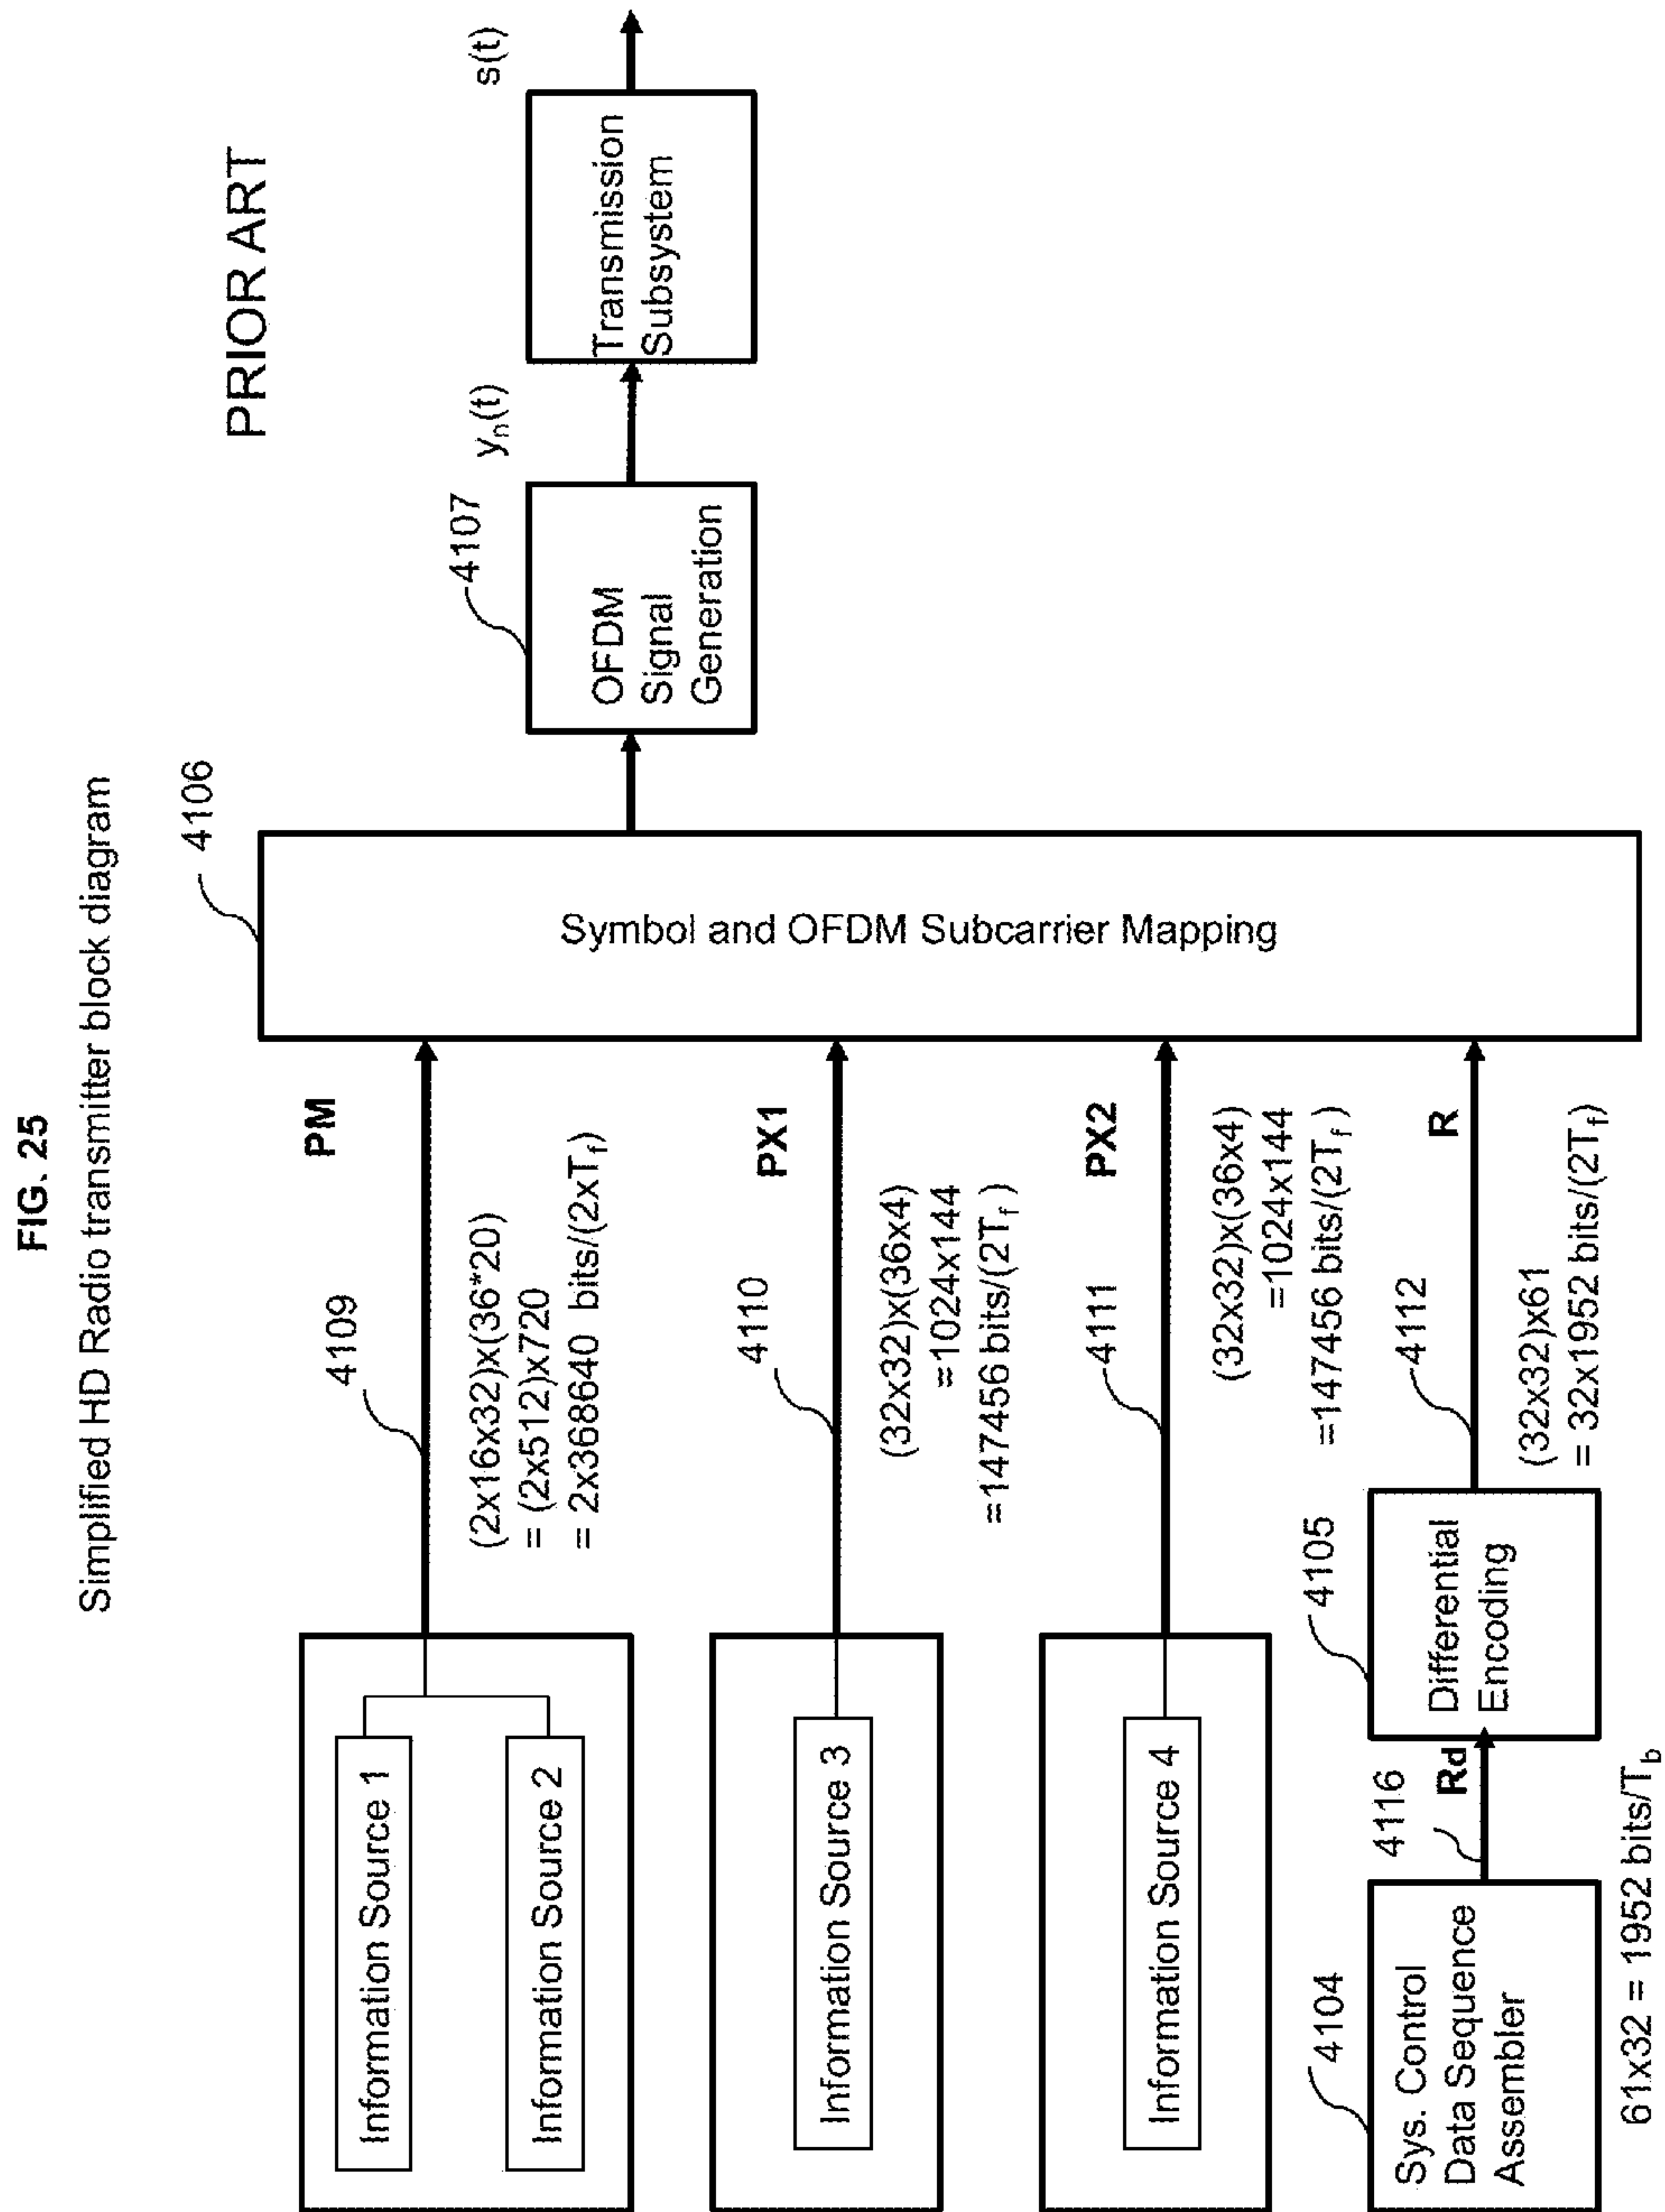 FIG. 25
Simplified HD Radio transmitter block diagram
PRIOR ART
4106
Information Source 1
Information Source 2
4109
PM
(2x16x32)x(36*20)
= (2x512)x720
= 2x368640 bits/(2xTf)
Symbol and OFDM Subcarrier Mapping
4107
OFDM
Signal
Generation
yn(t)
Transmission
Subsystem
s(t)
Information Source 3
4110
PX1
(32x32)x(36x4)
=1024x144
=147456 bits/(2Tf)
Information Source 4
4111
PX2
(32x32)x(36x4)
=1024x144
=147456 bits/(2Tf)
4104
Sys. Control
Data Sequence
Assembler
61x32 = 1952 bits/Tb
4116
Rd
4105
Differential
Encoding
4112
R
(32x32)x61
= 32x1952 bits/(2Tf)